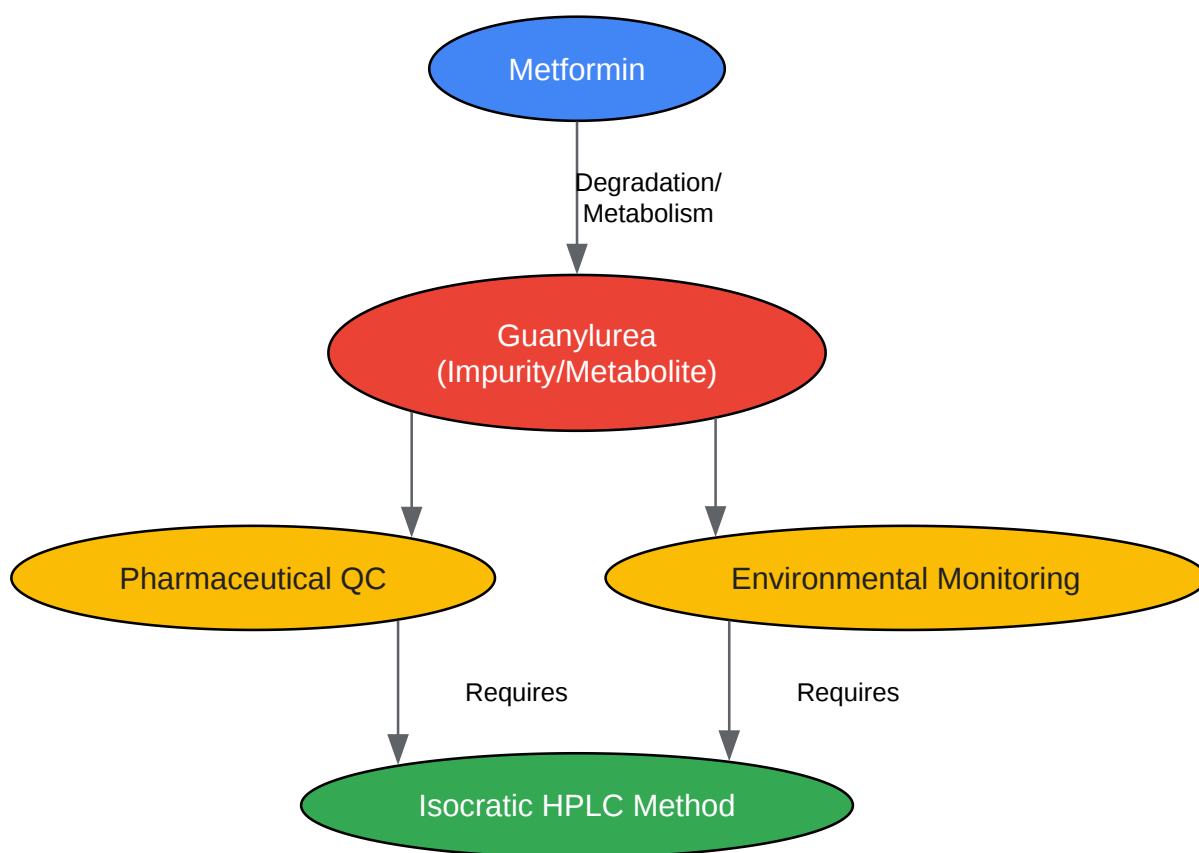 Metformin
Degradation/
Metabolism
Guanylurea
(Impurity/Metabolite)
Pharmaceutical QC
Environmental Monitoring
Requires
Requires
Isocratic HPLC Method